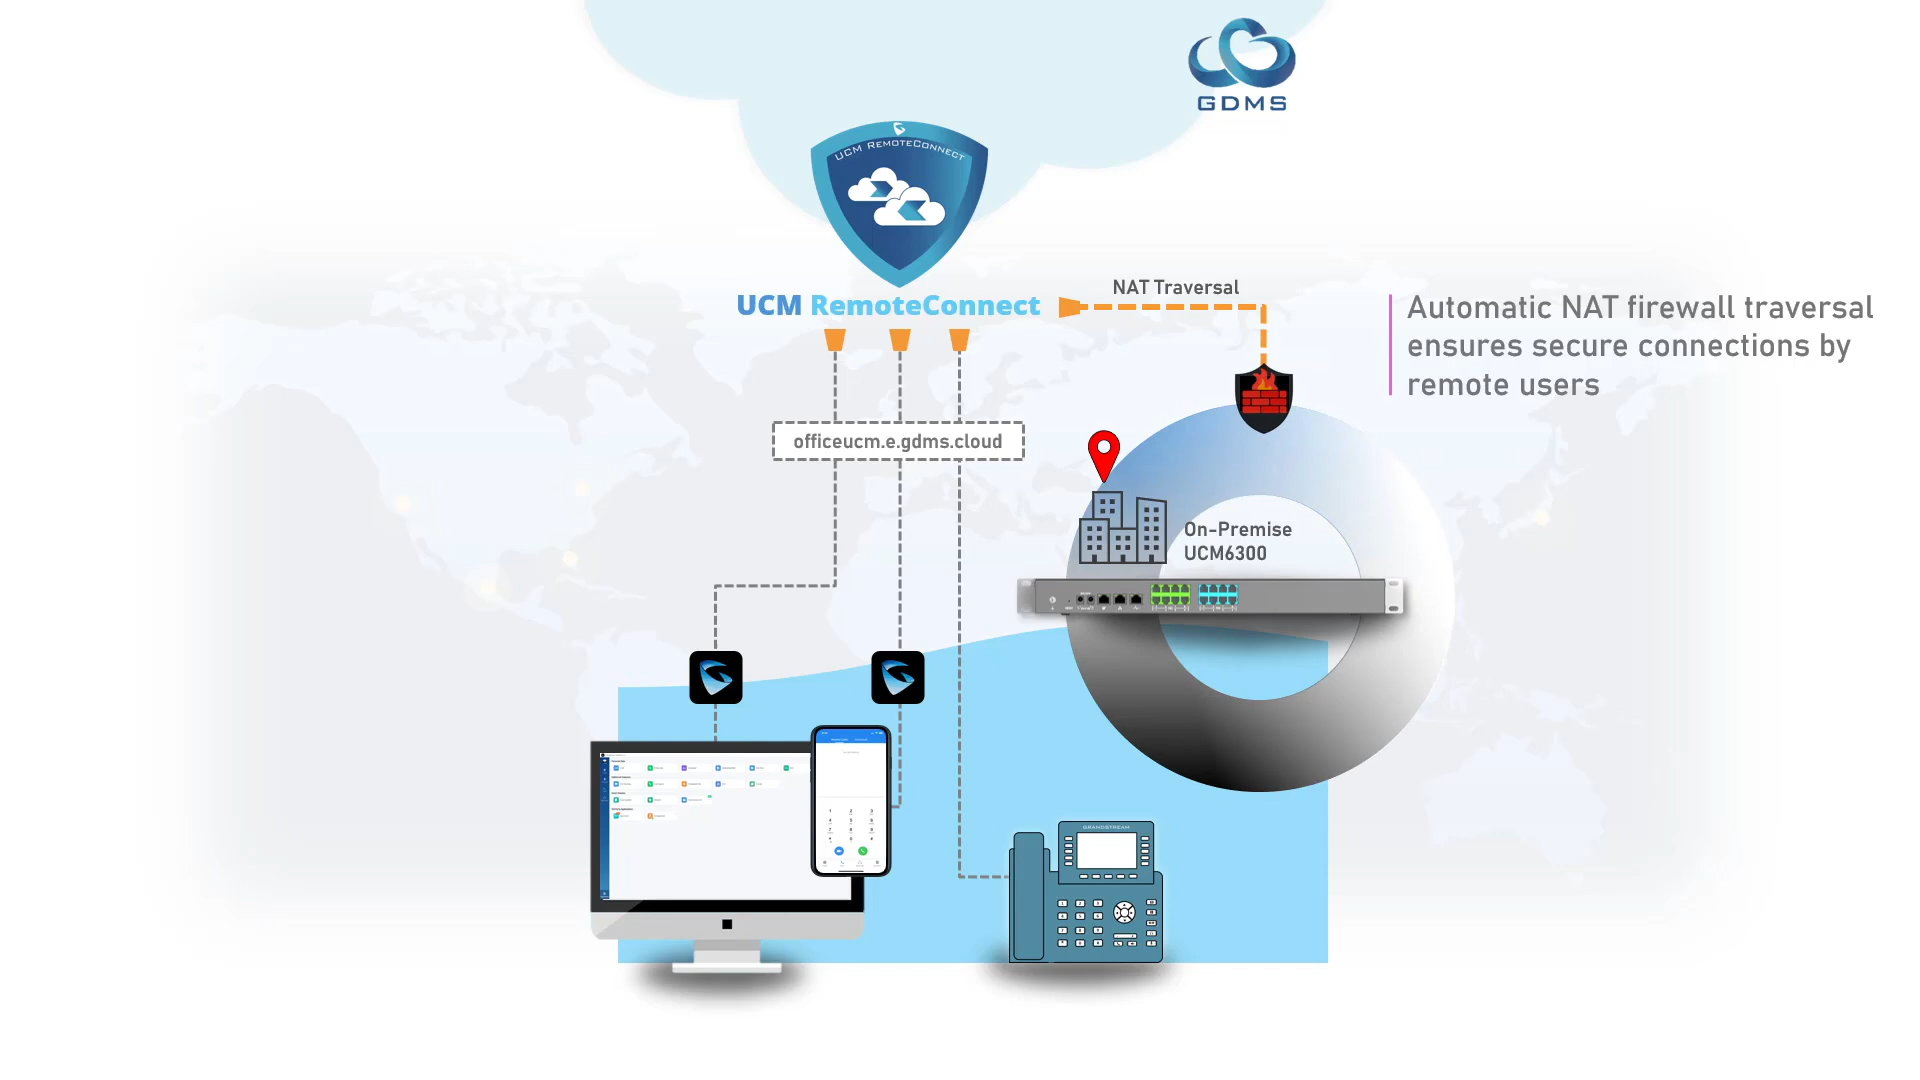 GDMS
UCM REMOTECONNECT
UCM RemoteConnect
NAT Traversal
Automatic NAT firewall traversal
ensures secure connections by
remote users
officeucm.e.gdms.cloud
On-Premise
UCM6300
GRANDSTREAM